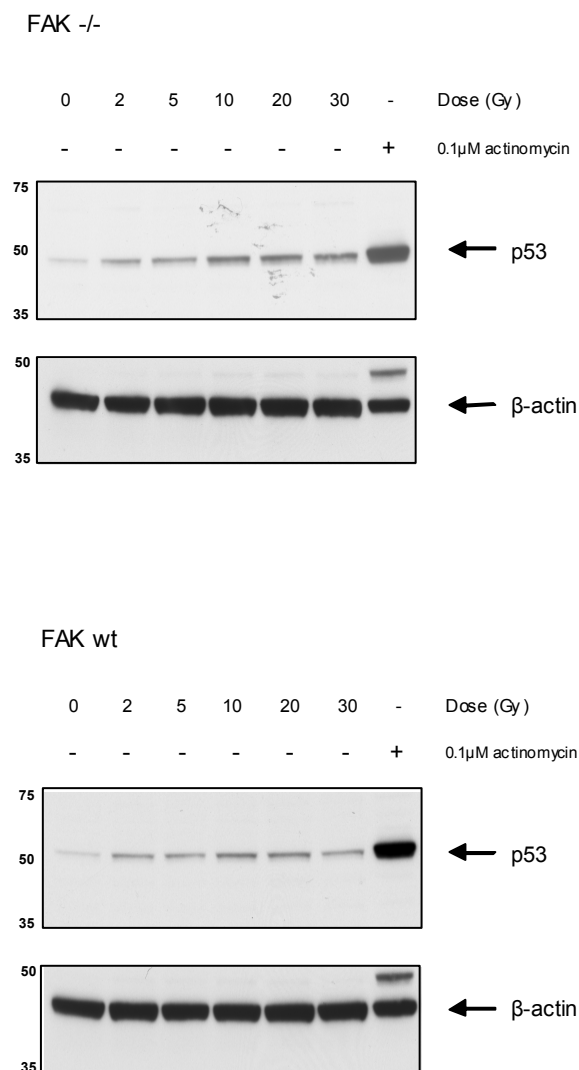 FAK -/-
0 2 5 10 20 30 - Dose (Gy)
- - - - - - + 0.1µM actinomycin
75
50
35
p53
50
35
β-actin
FAK wt
0 2 5 10 20 30 - Dose (Gy)
- - - - - - + 0.1µM actinomycin
75
50
35
p53
50
35
β-actin